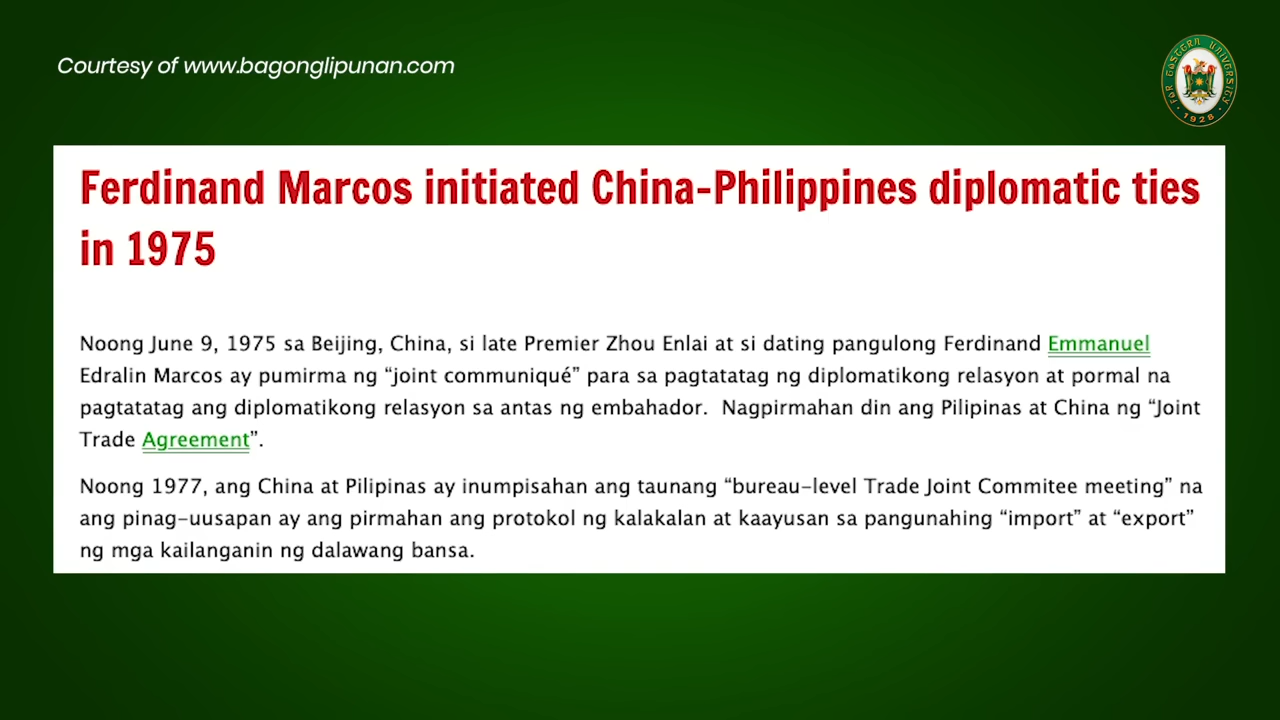 Courtesy of www.bagonglipunan.com
FAR EASTERN UNIVERSITY
1928
Ferdinand Marcos initiated China-Philippines diplomatic ties
in 1975
Noong June 9, 1975 sa Beijing, China, si late Premier Zhou Enlai at si dating pangulong Ferdinand Emmanuel
Edralin Marcos ay pumirma ng “joint communiqué” para sa pagtatatag ng diplomatikong relasyon at pormal na
pagtatatag ang diplomatikong relasyon sa antas ng embahador.  Nagpirmahan din ang Pilipinas at China ng “Joint
Trade Agreement”.
Noong 1977, ang China at Pilipinas ay inumpisahan ang taunang “bureau-level Trade Joint Commitee meeting” na
ang pinag-uusapan ay ang pirmahan ang protokol ng kalakalan at kaayusan sa pangunahing “import” at “export”
ng mga kailanganin ng dalawang bansa.